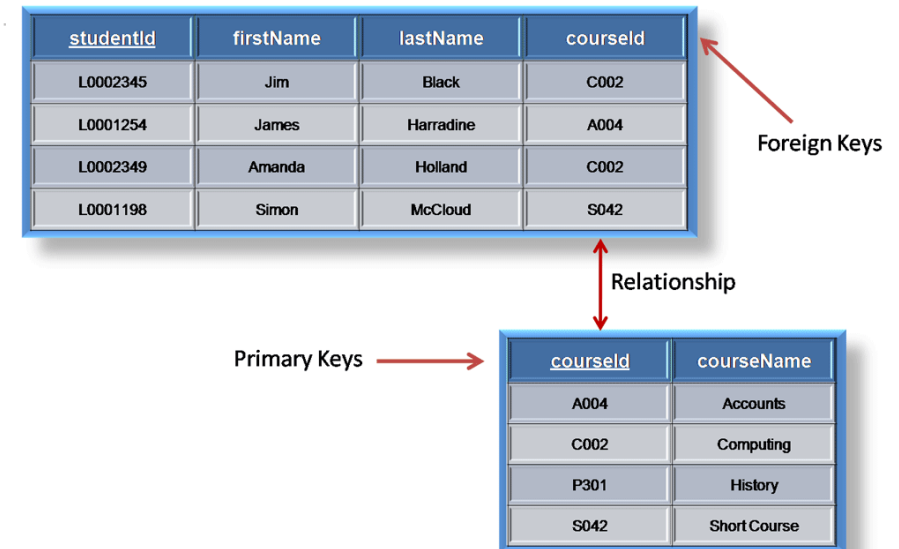 studentId firstName lastName courseId
L0002345 Jim Black C002
L0001254 James Harradine A004
L0002349 Amanda Holland C002
L0001198 Simon McCloud S042
Foreign Keys
Relationship
Primary Keys
courseId courseName
A004 Accounts
C002 Computing
P301 History
S042 Short Course